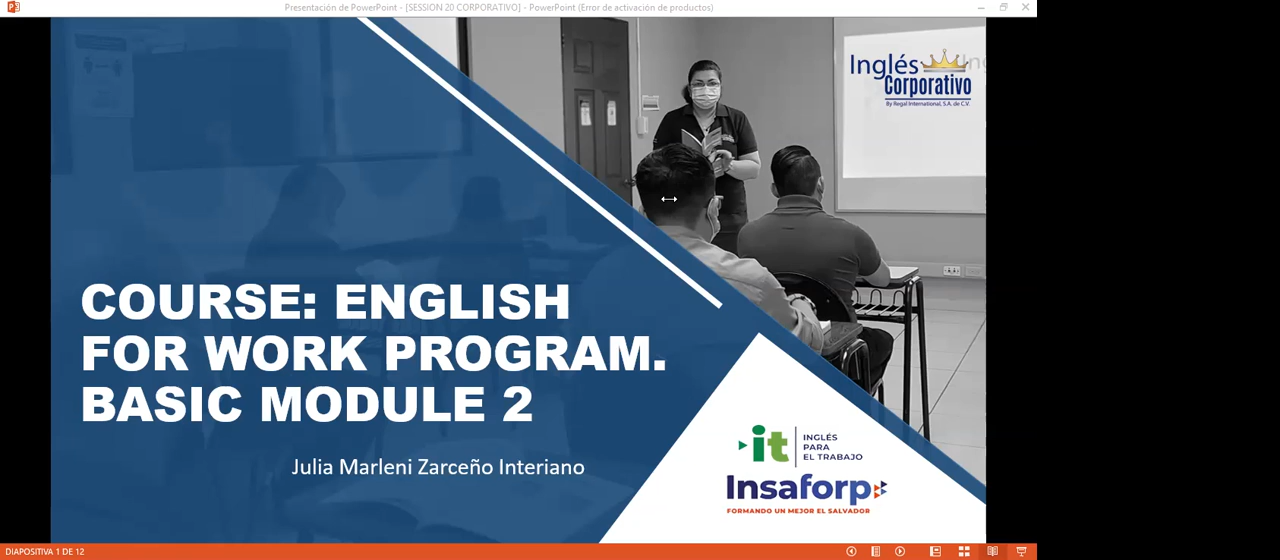 Presentación de PowerPoint - [SESSION 20 CORPORATIVO] - PowerPoint (Error de activación de productos)
Inglés
Corporativo
By Regal International, S.A. de C.V.
COURSE: ENGLISH
FOR WORK PROGRAM.
BASIC MODULE 2
Julia Marleni Zarceño Interiano
it
INGLÉS
PARA
EL TRABAJO
Insaforp
FORMANDO UN MEJOR EL SALVADOR
DIAPOSITIVA 1 DE 12